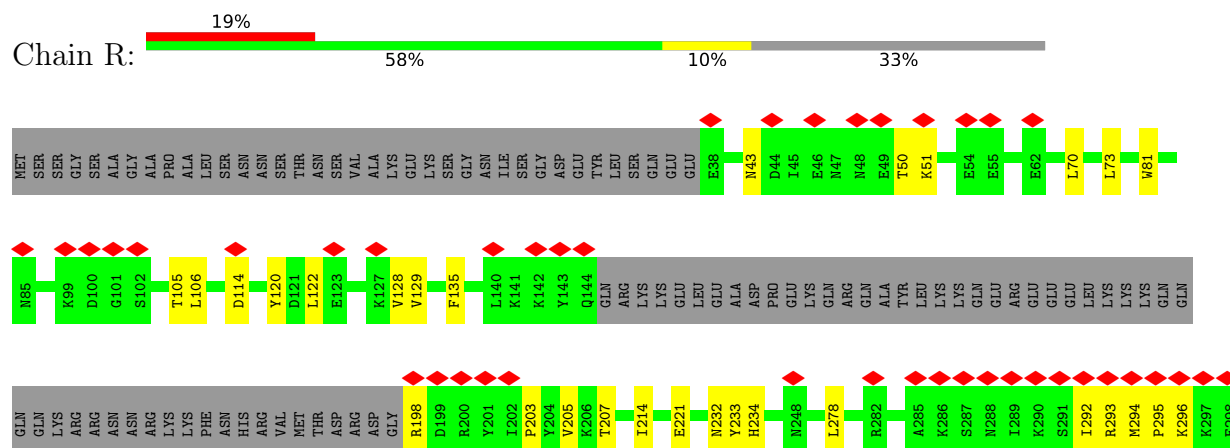 19%
Chain R:
58% 10% 33%
MET SER SER GLY SER ALA GLY ALA PRO ALA LEU SER ASN ASN SER THR ASN SER VAL ALA LYS GLU LYS SER GLY ASN ILE SER GLY ASP GLU TYR LEU SER GLN GLU GLU E38 N43 D44 I45 E46 N47 N48 E49 T50 K51 E54 E55 E62 L70 L73 W81
N85 K99 D100 G101 S102 T105 L106 D114 Y120 D121 L122 E123 K127 V128 V129 F135 L140 K141 K142 Y143 Q144 GLN ARG LYS LYS GLU LEU GLU ALA ASP PRO GLU LYS GLN ARG GLN ALA TYR LEU LYS LYS GLN GLU ARG GLU GLU GLU LEU LYS LYS LYS GLN GLN
GLN GLN LYS ARG ARG ASN ASN ARG LYS LYS PHE ASN HIS ARG VAL MET THR ASP ARG ASP GLY R198 D199 R200 Y201 I202 P203 Y204 V205 K206 T207 I214 E221 N232 Y233 H234 N248 L278 R282 A285 K286 S287 N288 I289 K290 S291 I292 R293 M294 P295 K296 K297